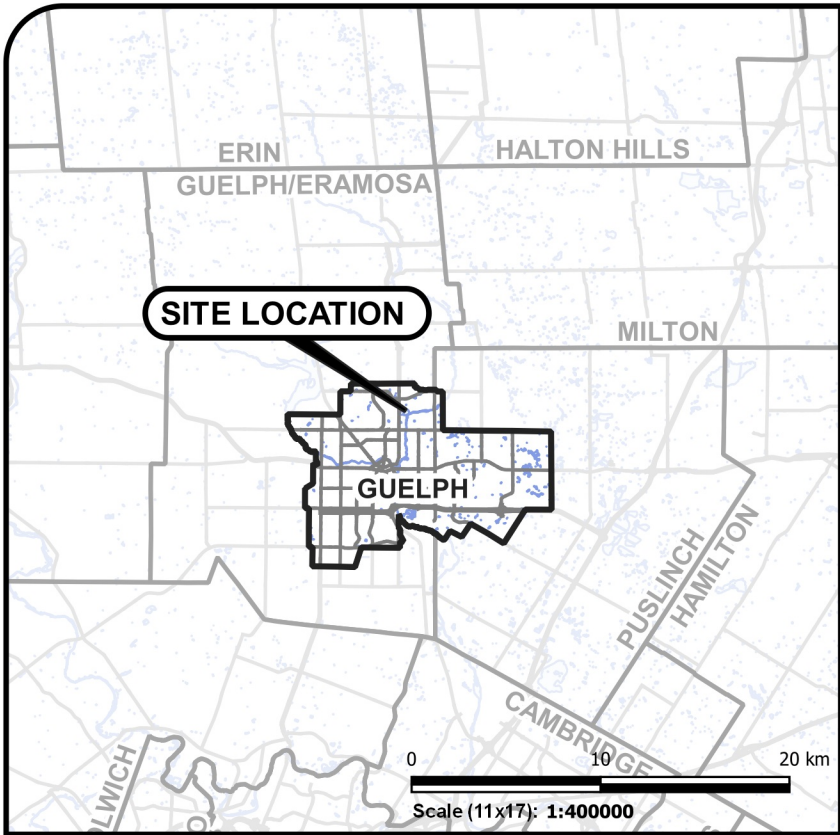 ERIN
HALTON HILLS
GUELPH/ERAMOSA
SITE LOCATION
MILTON
GUELPH
PUSLINCH
HAMILTON
CAMBRIDGE
OLWICH
0 10 20 km
Scale (11x17): 1:400000